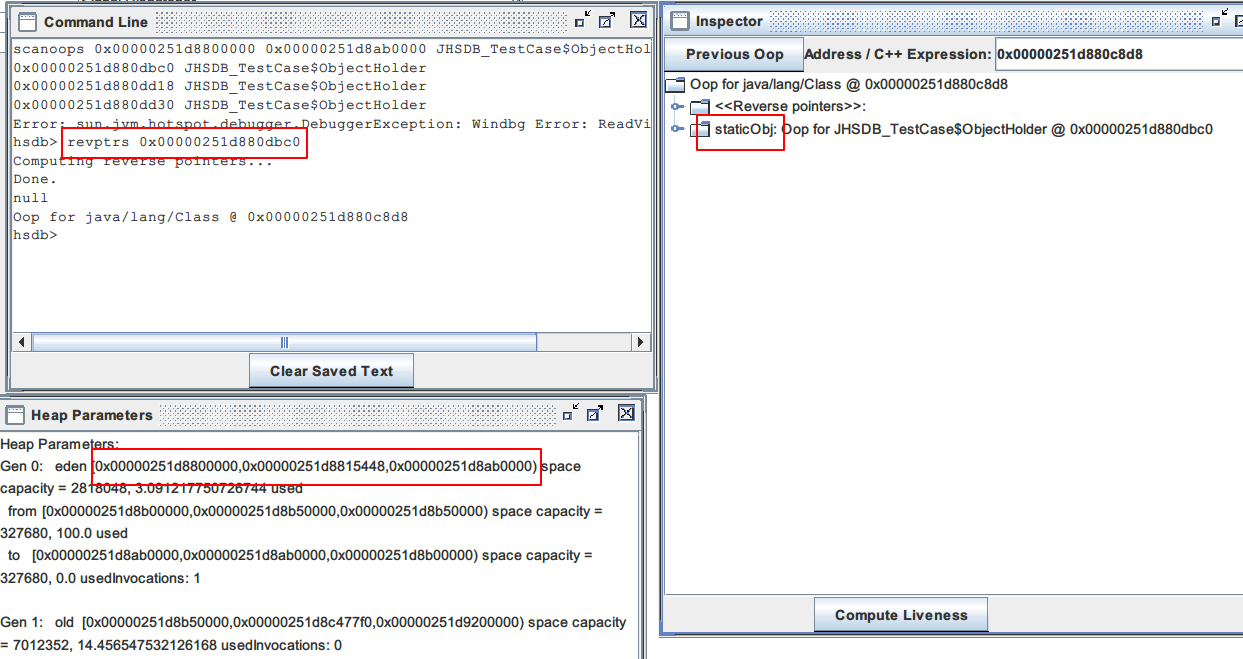 Command Line
scanoops 0x00000251d8800000 0x00000251d8ab0000 JHSDB_TestCase$ObjectHol
0x00000251d880dbc0 JHSDB_TestCase$ObjectHolder
0x00000251d880dd18 JHSDB_TestCase$ObjectHolder
0x00000251d880dd30 JHSDB_TestCase$ObjectHolder
Error: sun.jvm.hotspot.debugger.DebuggerException: Windbg Error: ReadVi
hsdb> revptrs 0x00000251d880dbc0
Computing reverse pointers...
Done.
null
Oop for java/lang/Class @ 0x00000251d880c8d8
hsdb>
Clear Saved Text
Heap Parameters
Heap Parameters:
Gen 0: eden [0x00000251d8800000,0x00000251d8815448,0x00000251d8ab0000) space
capacity = 2818048, 3.091217750726744 used
from [0x00000251d8b00000,0x00000251d8b50000,0x00000251d8b50000) space capacity =
327680, 100.0 used
to [0x00000251d8ab0000,0x00000251d8ab0000,0x00000251d8b00000) space capacity =
327680, 0.0 usedInvocations: 1
Gen 1: old [0x00000251d8b50000,0x00000251d8c477f0,0x00000251d9200000) space capacity
= 7012352, 14.456547532126168 usedInvocations: 0
Inspector
Previous Oop Address / C++ Expression: 0x00000251d880c8d8
Oop for java/lang/Class @ 0x00000251d880c8d8
<<Reverse pointers>>:
staticObj: Oop for JHSDB_TestCase$ObjectHolder @ 0x00000251d880dbc0
Compute Liveness